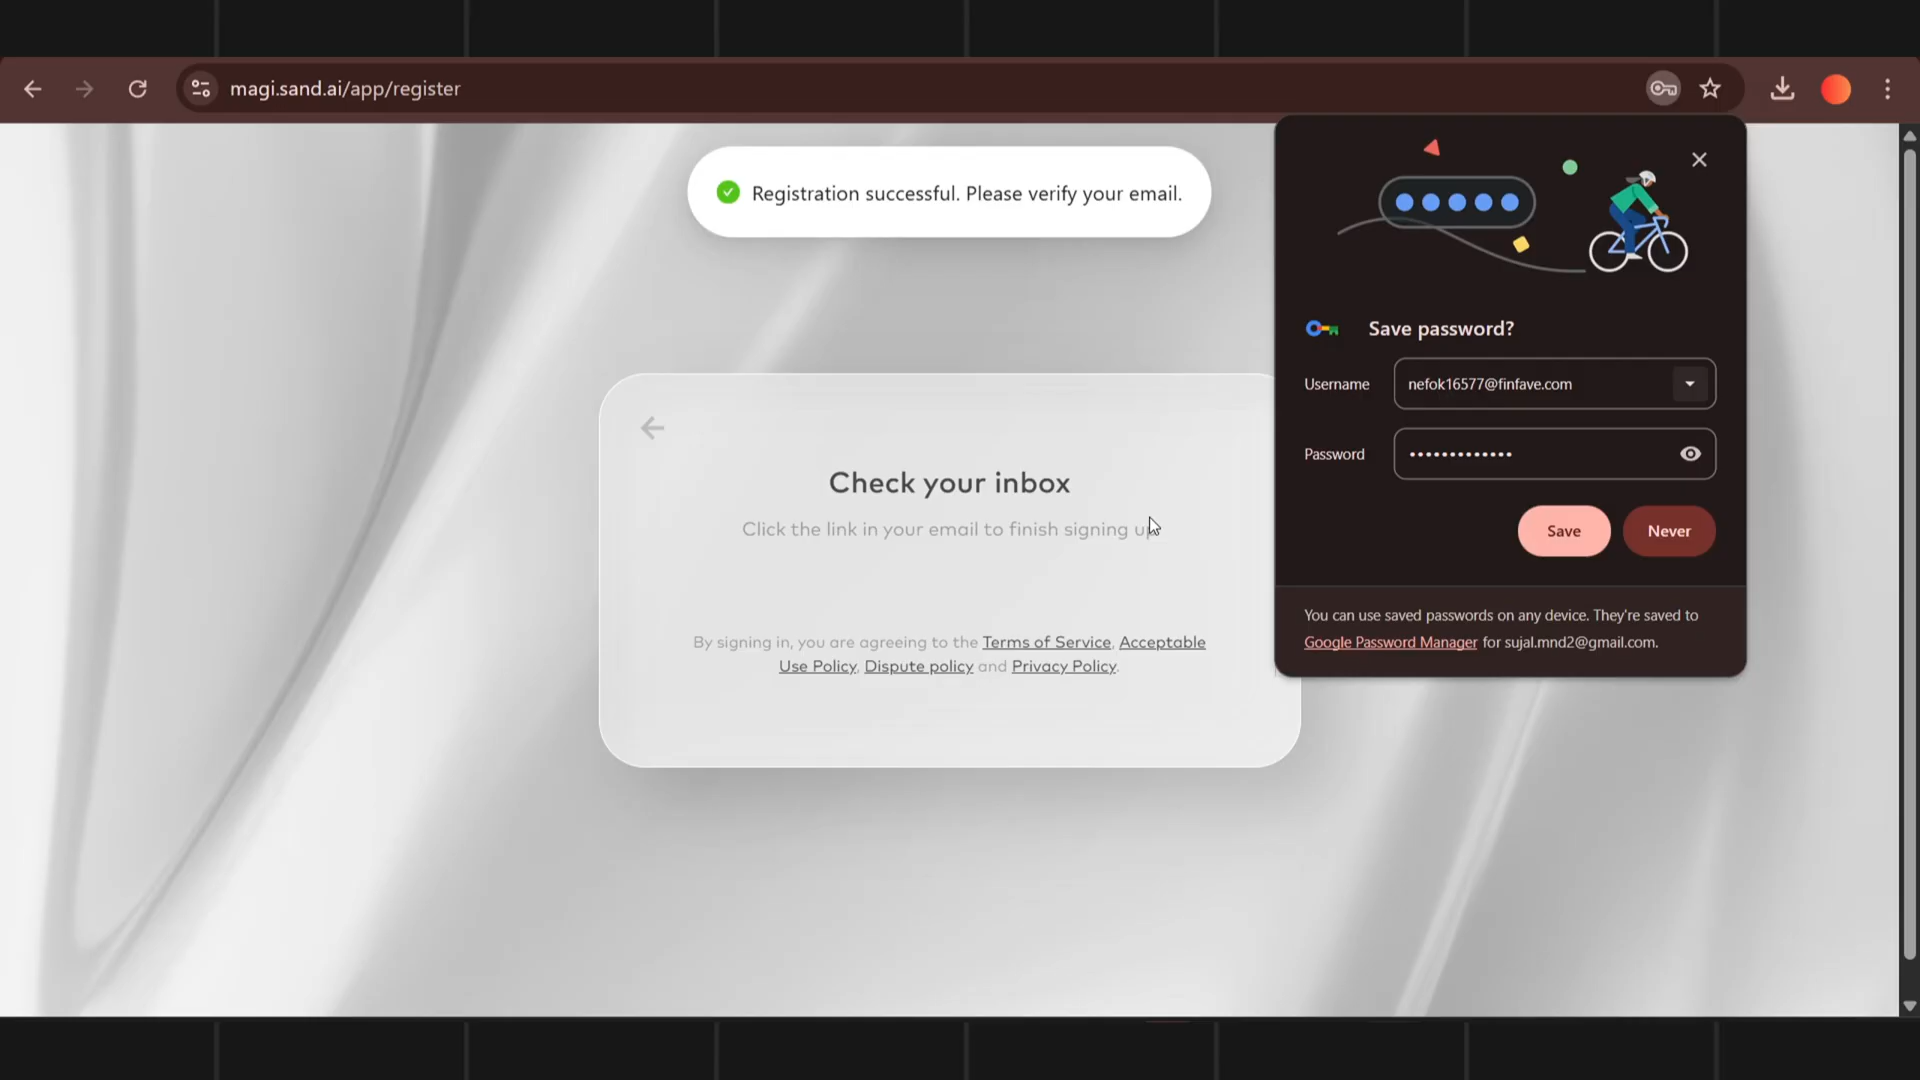 magi.sand.ai/app/register
Registration successful. Please verify your email.
Check your inbox
Click the link in your email to finish signing
By signing in, you are agreeing to the Terms of Service, Acceptable
Use Policy, Dispute policy and Privacy Policy.
Save password?
Username
nefok16577@finfave.com
Password
•••••••••••••
Save
Never
You can use saved passwords on any device. They're saved to
Google Password Manager for sujal.mnd2@gmail.com.